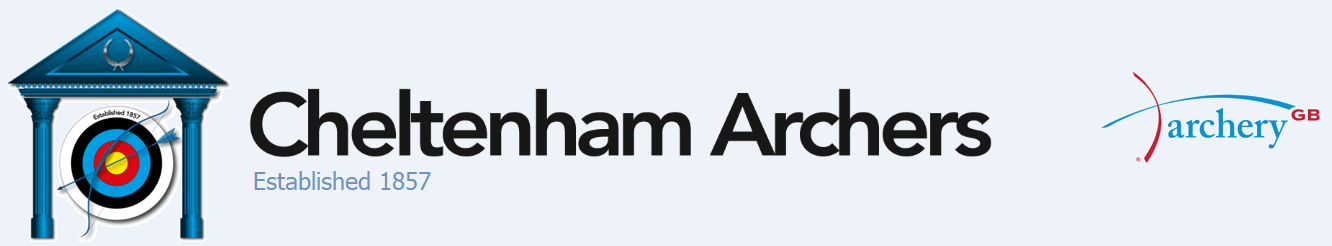 Established 1857
Cheltenham Archers
Established 1857
archery GB
®